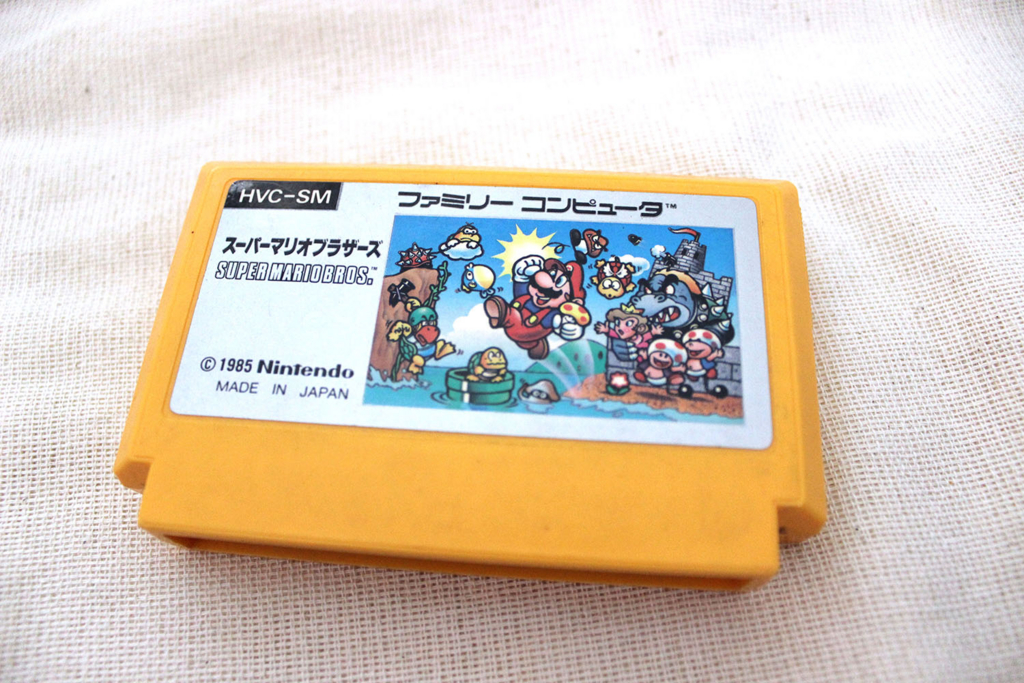 HVC-SM
ファミリー コンピュータ™
スーパーマリオブラザーズ
SUPER MARIO BROS.™
© 1985 Nintendo
MADE IN JAPAN